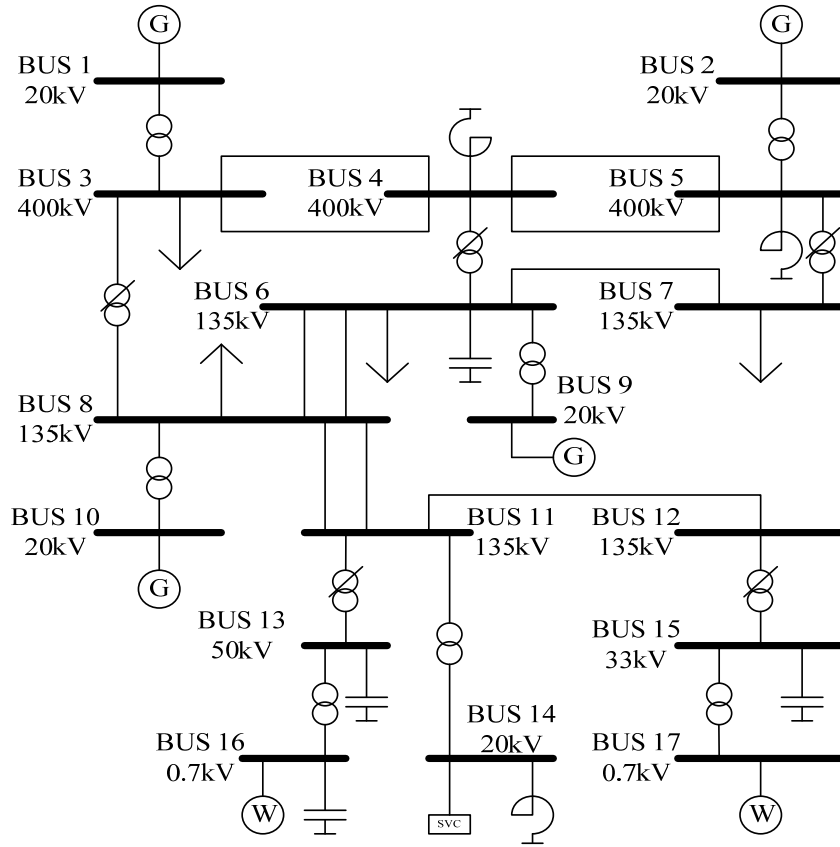 G
G
BUS 1
20kV
BUS 2
20kV
BUS 3
400kV
BUS 4
400kV
BUS 5
400kV
BUS 6
135kV
BUS 7
135kV
BUS 8
135kV
BUS 9
20kV
G
BUS 10
20kV
G
BUS 11
135kV
BUS 12
135kV
BUS 13
50kV
BUS 15
33kV
BUS 16
0.7kV
BUS 14
20kV
BUS 17
0.7kV
W
SVC
W